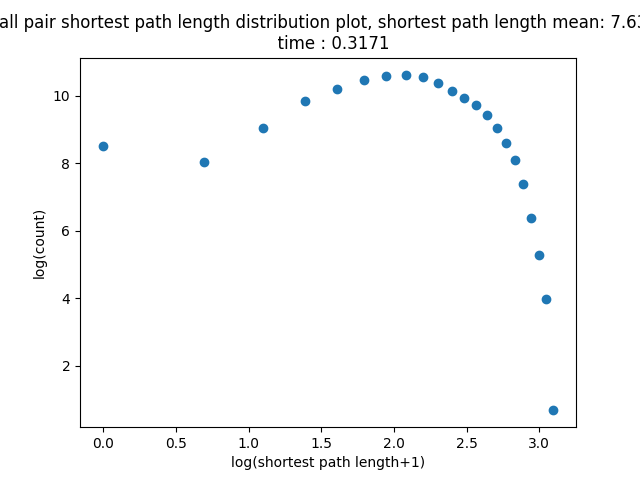 all pair shortest path length distribution plot, shortest path length mean: 7.63
time : 0.3171
10
8
6
4
2
log(count)
0.0 0.5 1.0 1.5 2.0 2.5 3.0
log(shortest path length+1)